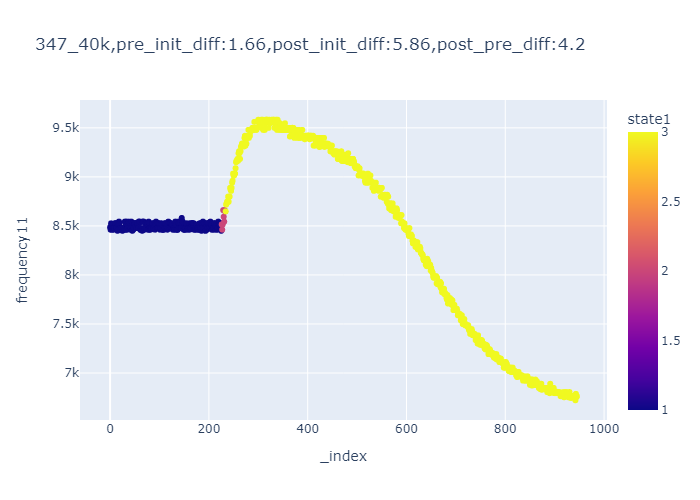 347_40k,pre_init_diff:1.66,post_init_diff:5.86,post_pre_diff:4.2
state1
3
2.5
2
1.5
1
9.5k
9k
8.5k
8k
7.5k
7k
frequency11
0 200 400 600 800 1000
_index